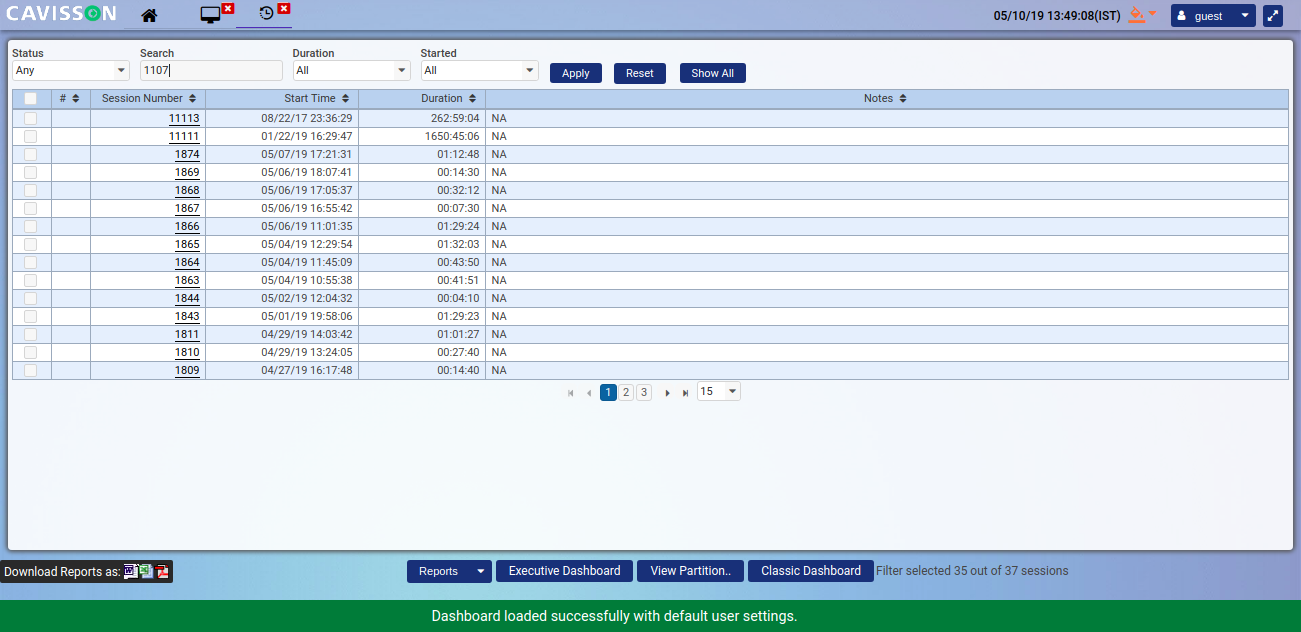 CAVISSON 05/10/19 13:49:08(IST) guest
Status Search Duration Started
Any 1107 All All Apply Reset Show All
# Session Number Start Time Duration Notes
11113 08/22/17 23:36:29 262:59:04 NA
11111 01/22/19 16:29:47 1650:45:06 NA
1874 05/07/19 17:21:31 01:12:48 NA
1869 05/06/19 18:07:41 00:14:30 NA
1868 05/06/19 17:05:37 00:32:12 NA
1867 05/06/19 16:55:42 00:07:30 NA
1866 05/06/19 11:01:35 01:29:24 NA
1865 05/04/19 12:29:54 01:32:03 NA
1864 05/04/19 11:45:09 00:43:50 NA
1863 05/04/19 10:55:38 00:41:51 NA
1844 05/02/19 12:04:32 00:04:10 NA
1843 05/01/19 19:58:06 01:29:23 NA
1811 04/29/19 14:03:42 01:01:27 NA
1810 04/29/19 13:24:05 00:27:40 NA
1809 04/27/19 16:17:48 00:14:40 NA
1 2 3 15
Download Reports as: Reports Executive Dashboard View Partition.. Classic Dashboard Filter selected 35 out of 37 sessions
Dashboard loaded successfully with default user settings.